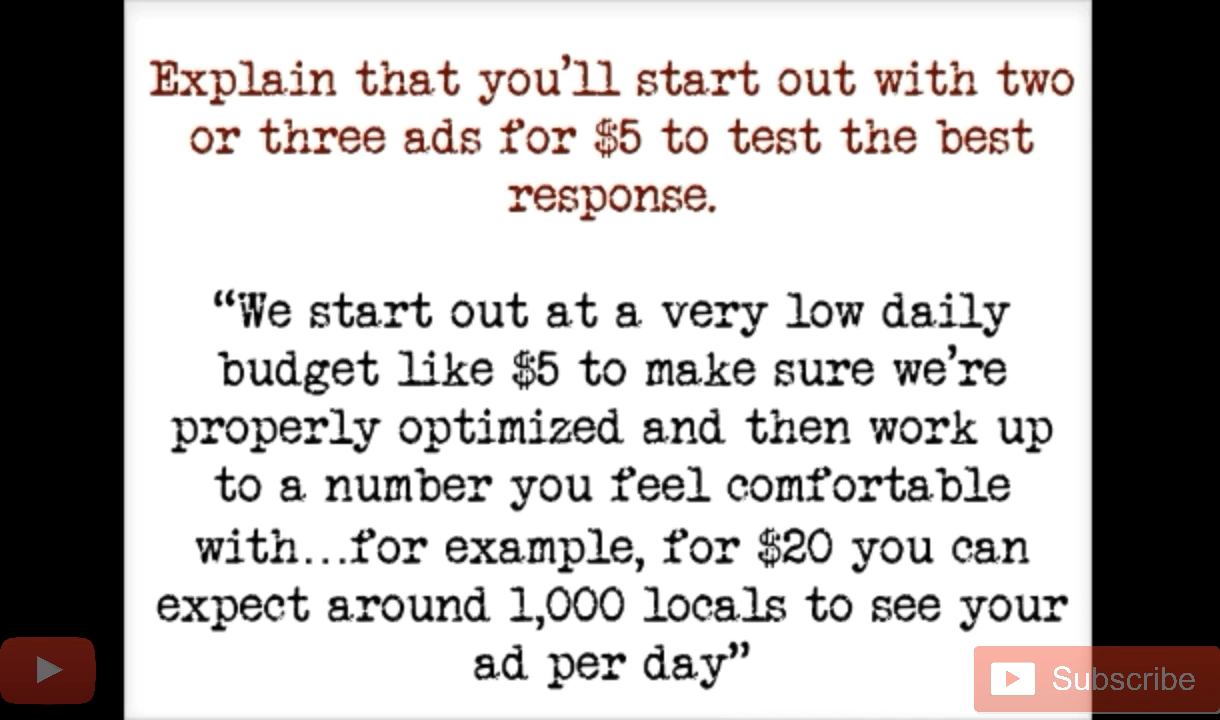 Explain that you’ll start out with two
or three ads for $5 to test the best
response.
“We start out at a very low daily
budget like $5 to make sure we’re
properly optimized and then work up
to a number you feel comfortable
with...for example, for $20 you can
expect around 1,000 locals to see your
ad per day”
Subscribe